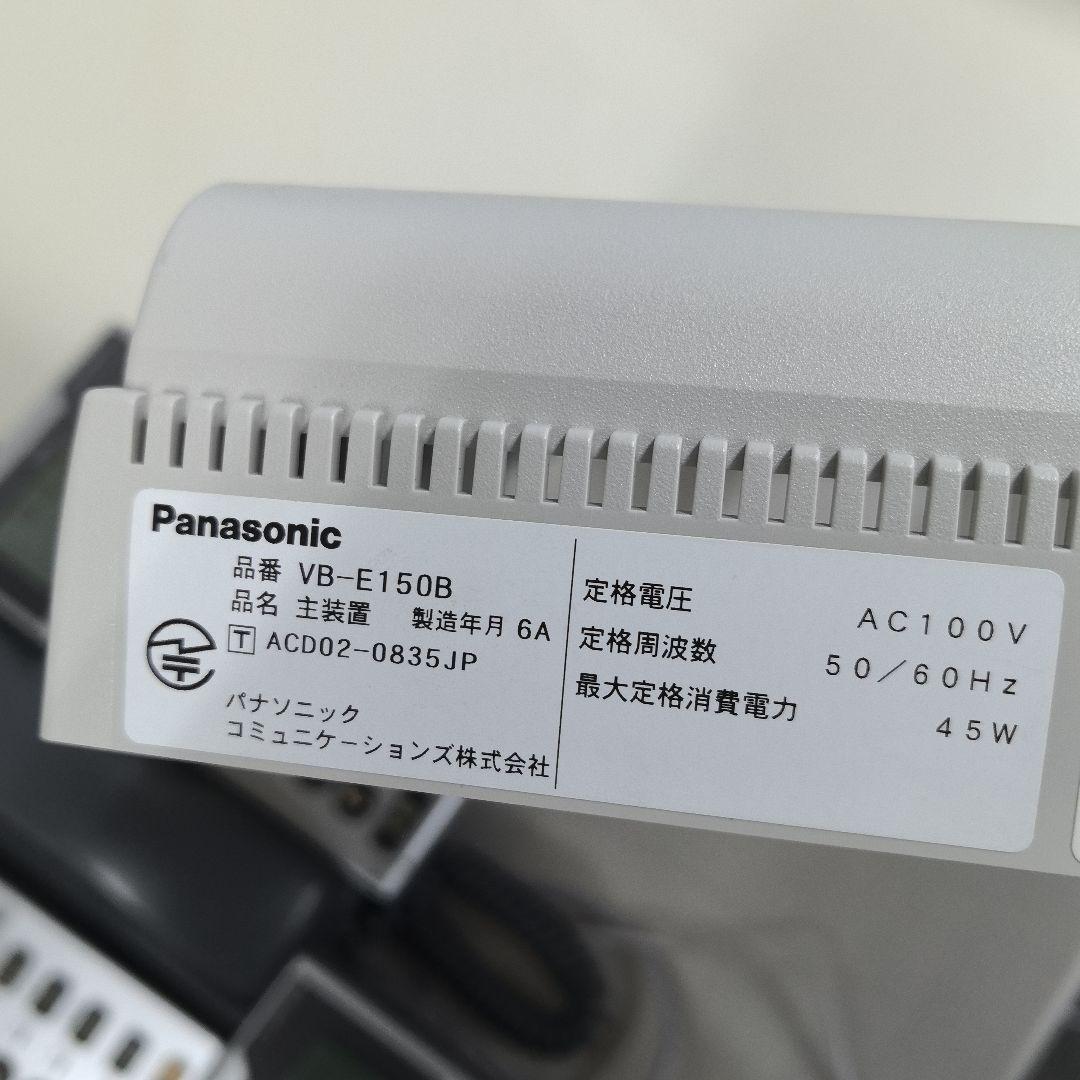 Panasonic
品番 VB-E150B
品名 主装置 製造年月 6A
T ACD02-0835JP
パナソニック
コミュニケーションズ株式会社
定格電圧 AC100V
定格周波数 50/60Hz
最大定格消費電力 45W